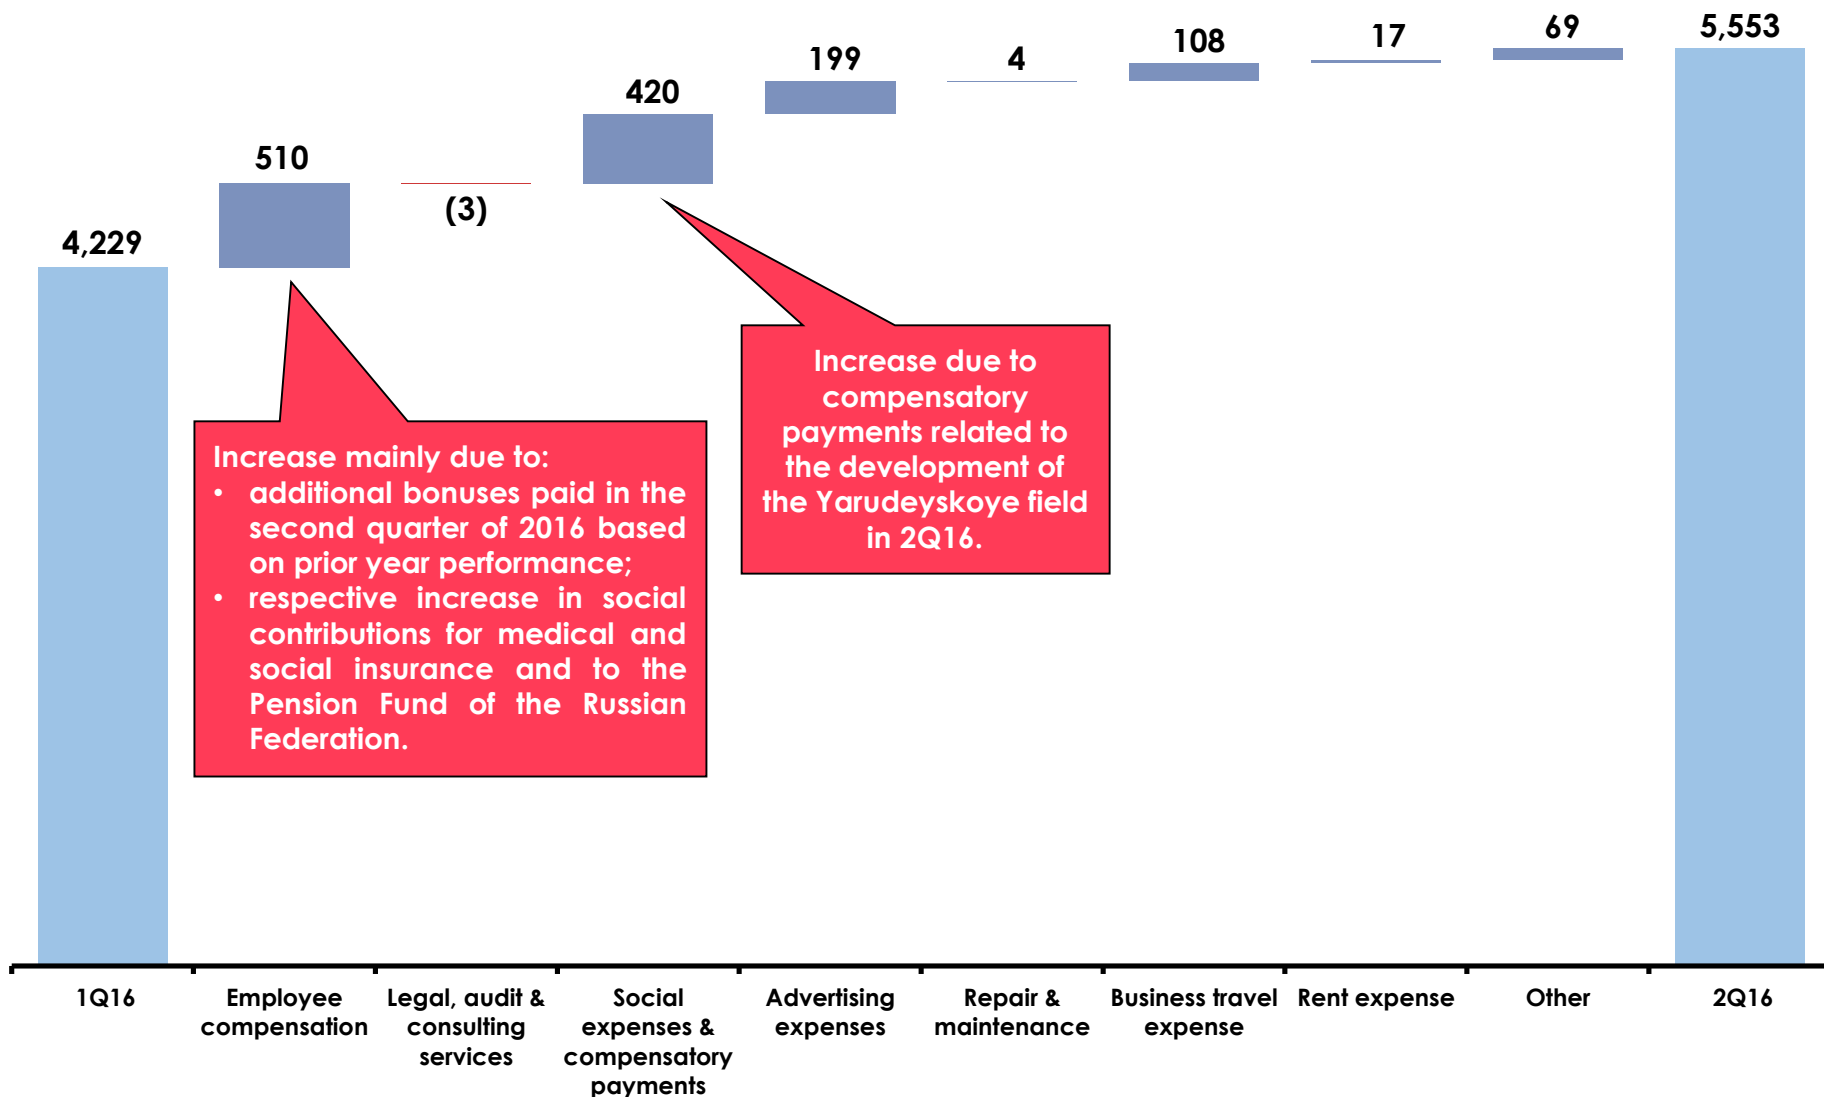 4,229
510
(3)
420
199
4
108
17
69
5,553
Increase mainly due to:
• additional bonuses paid in the
second quarter of 2016 based
on prior year performance;
• respective increase in social
contributions for medical and
social insurance and to the
Pension Fund of the Russian
Federation.
Increase due to
compensatory
payments related to
the development of
the Yarudeyskoye field
in 2Q16.
1Q16
Employee
compensation
Legal, audit &
consulting
services
Social
expenses &
compensatory
payments
Advertising
expenses
Repair &
maintenance
Business travel
expense
Rent expense
Other
2Q16